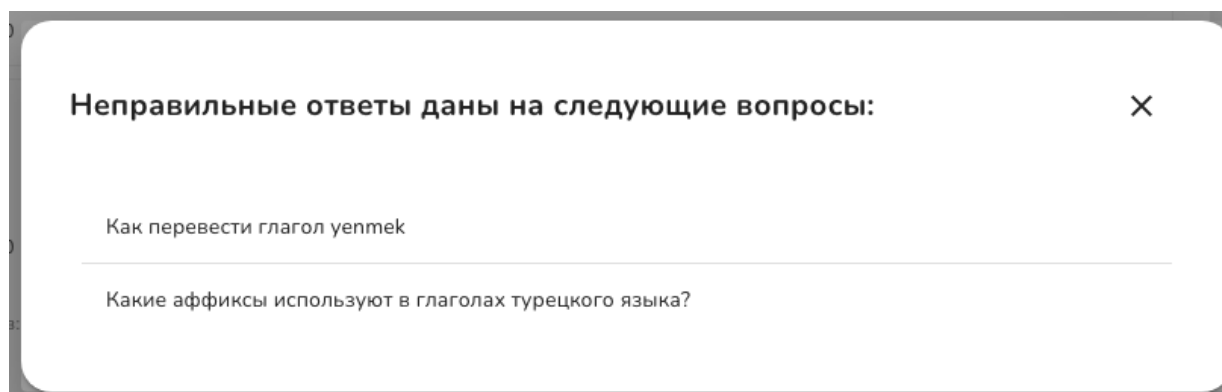 Неправильные ответы даны на следующие вопросы:
Как перевести глагол yenmek
Какие аффиксы используют в глаголах турецкого языка?